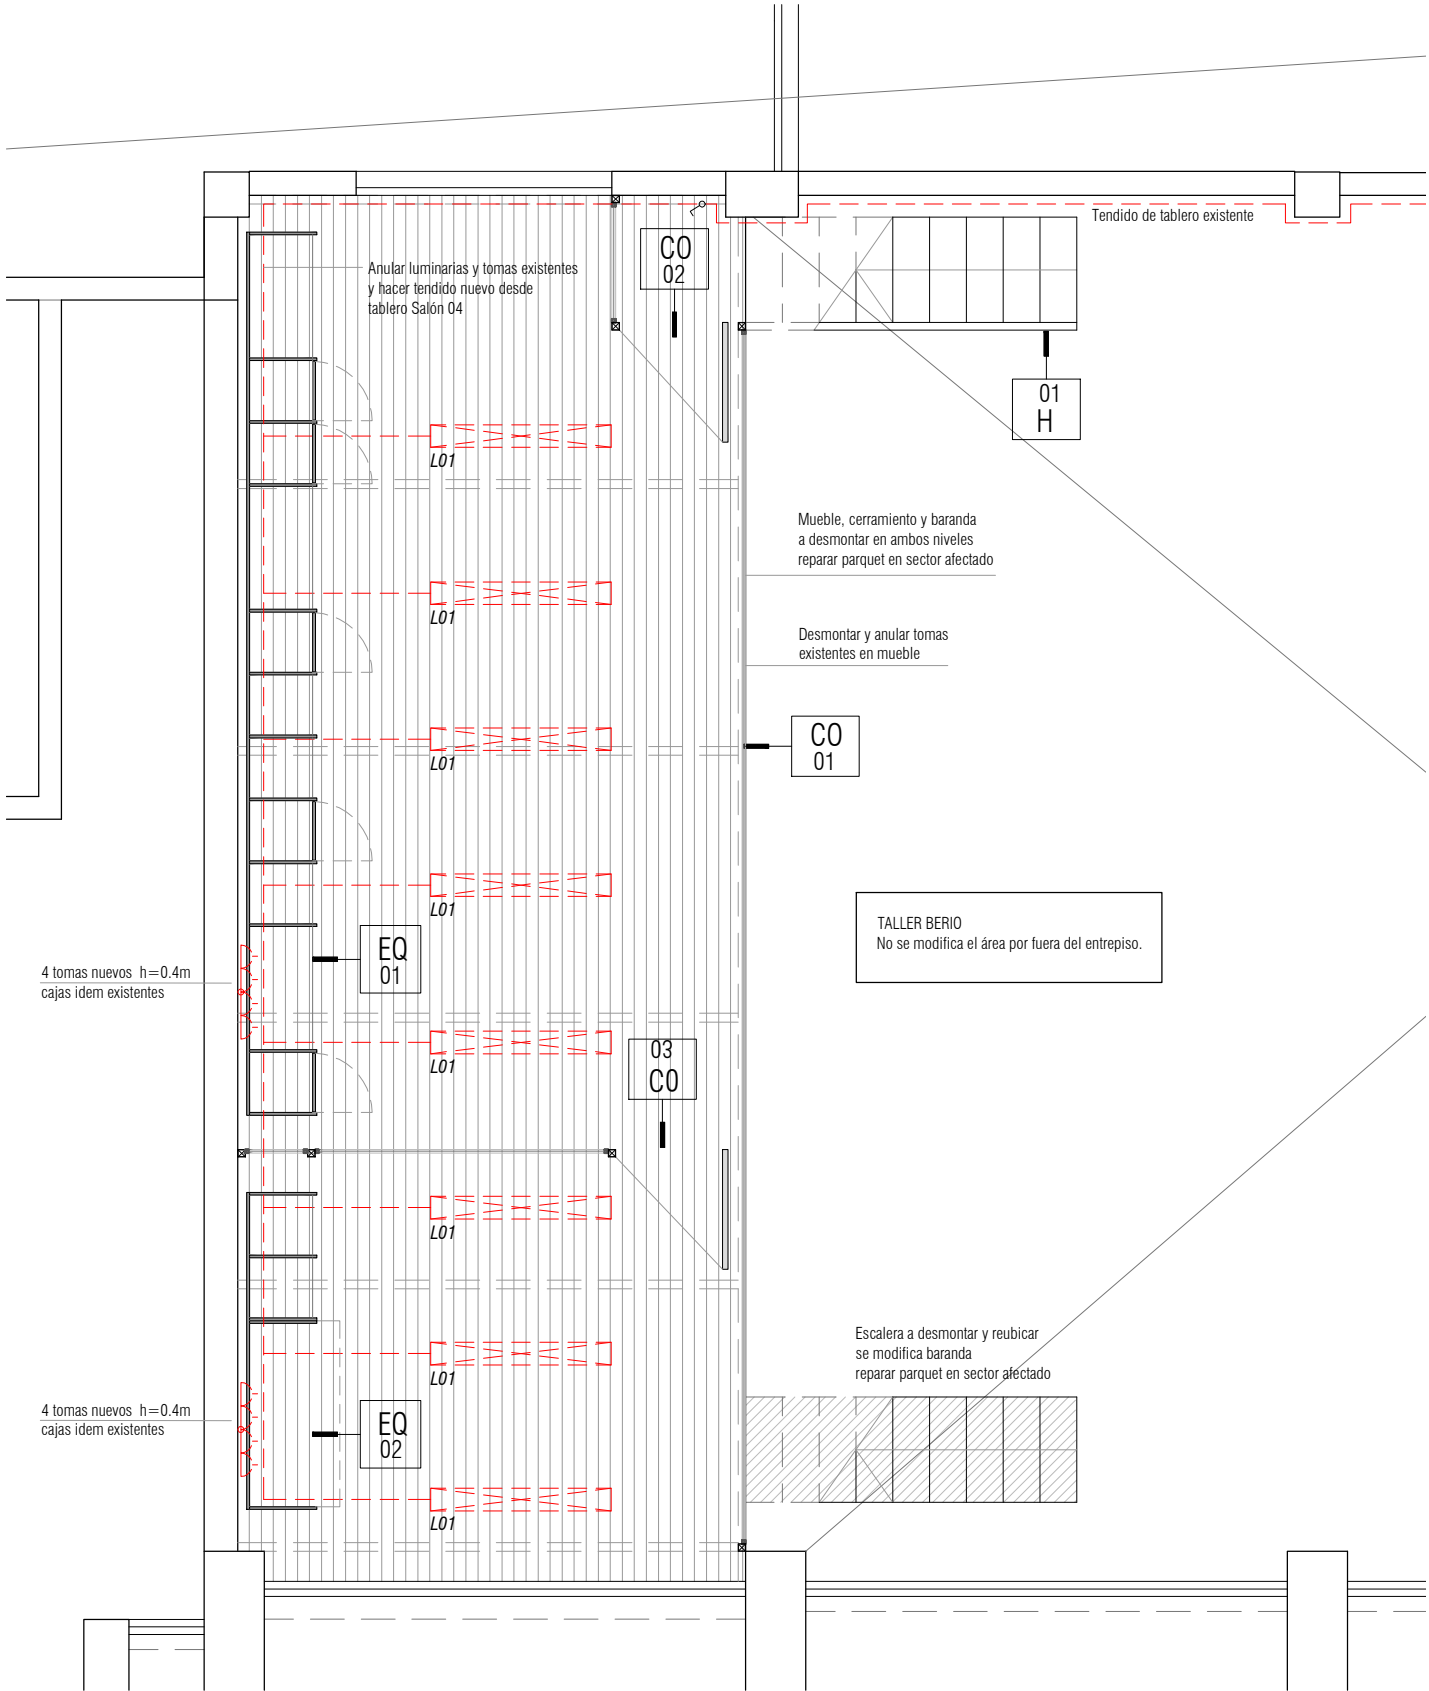 Tendido de tablero existente
CO
02
Anular luminarias y tomas existentes
y hacer tendido nuevo desde
tablero Salón 04
01
H
L01
Mueble, cerramiento y baranda
a desmontar en ambos niveles
reparar parquet en sector afectado
L01
Desmontar y anular tomas
existentes en mueble
CO
01
L01
L01
TALLER BERIO
No se modifica el área por fuera del entrepiso.
EQ
01
4 tomas nuevos h=0.4m
cajas idem existentes
03
CO
L01
L01
Escalera a desmontar y reubicar
se modifica baranda
reparar parquet en sector afectado
L01
4 tomas nuevos h=0.4m
cajas idem existentes
EQ
02
L01